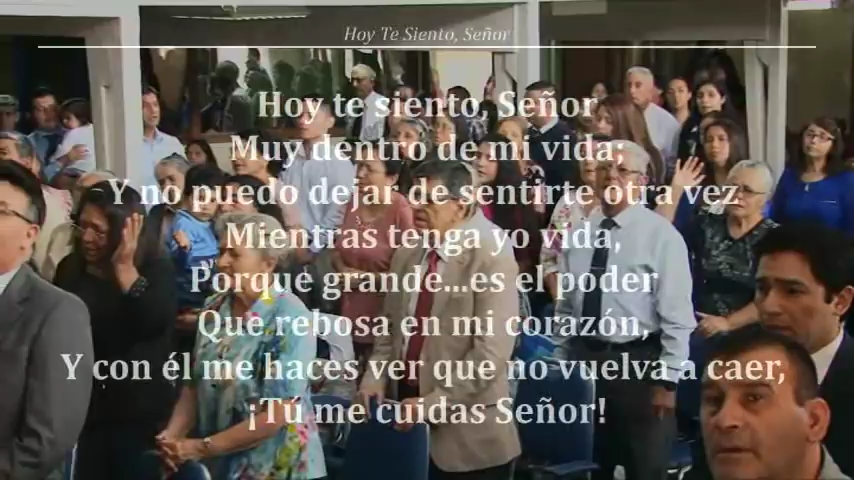 Hoy Te Siento, Señor
Hoy te siento, Señor
Muy dentro de mi vida;
Y no puedo dejar de sentirte otra vez
Mientras tenga yo vida,
Porque grande...es el poder
Que rebosa en mi corazón,
Y con él me haces ver que no vuelva a caer,
¡Tú me cuidas Señor!